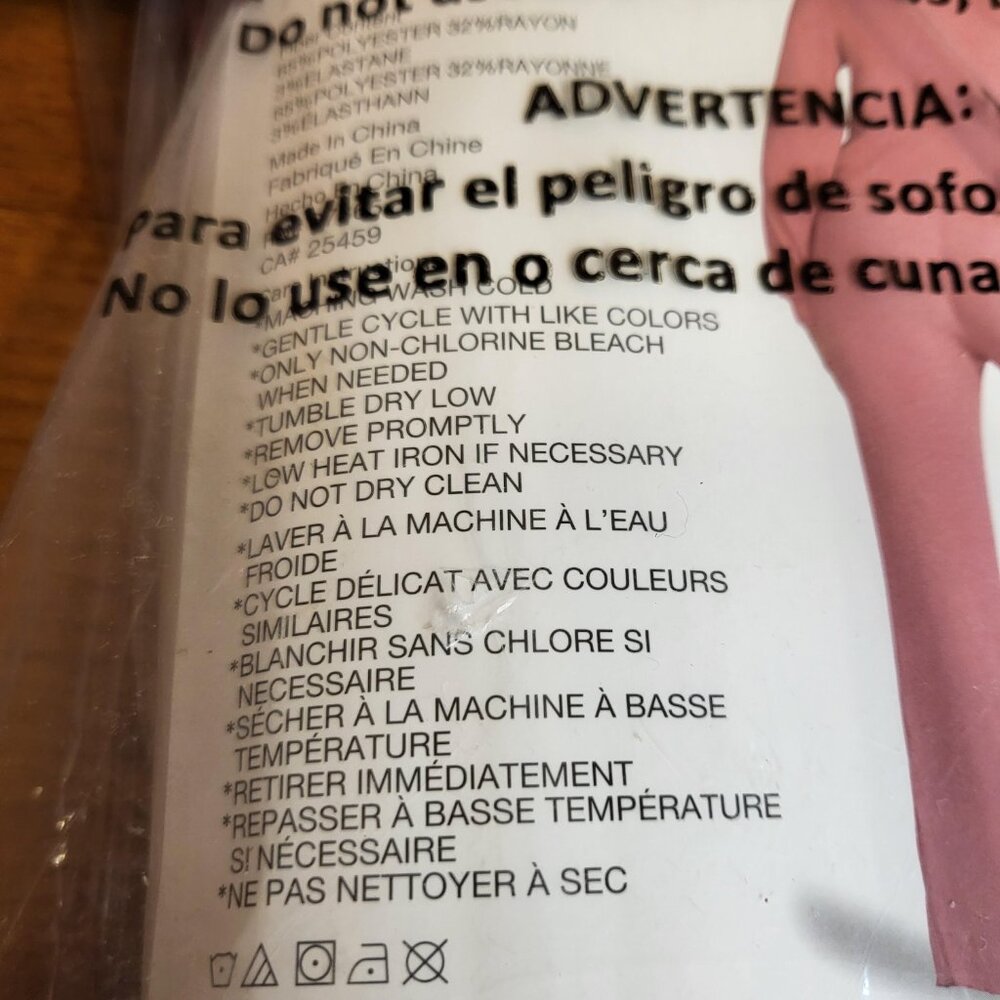 Do not
ADVERTENCIA:
Para evitar el peligro de sofo
No lo use en o cerca de cuna
65%POLYESTER 32%RAYON
3%ELASTANE
65%POLYESTER 32%RAYONNE
3%ELASTHANN
Made In China
Fabriqué En Chine
Hecho En China
CA# 25459
Care Instructions
*MACHINE WASH COLD
*GENTLE CYCLE WITH LIKE COLORS
*ONLY NON-CHLORINE BLEACH
WHEN NEEDED
*TUMBLE DRY LOW
*REMOVE PROMPTLY
*LOW HEAT IRON IF NECESSARY
*DO NOT DRY CLEAN
*LAVER À LA MACHINE À L'EAU
FROIDE
*CYCLE DÉLICAT AVEC COULEURS
SIMILAIRES
*BLANCHIR SANS CHLORE SI
NECESSAIRE
*SÉCHER À LA MACHINE À BASSE
TEMPÉRATURE
*RETIRER IMMÉDIATEMENT
*REPASSER À BASSE TEMPÉRATURE
SI NÉCESSAIRE
*NE PAS NETTOYER À SEC